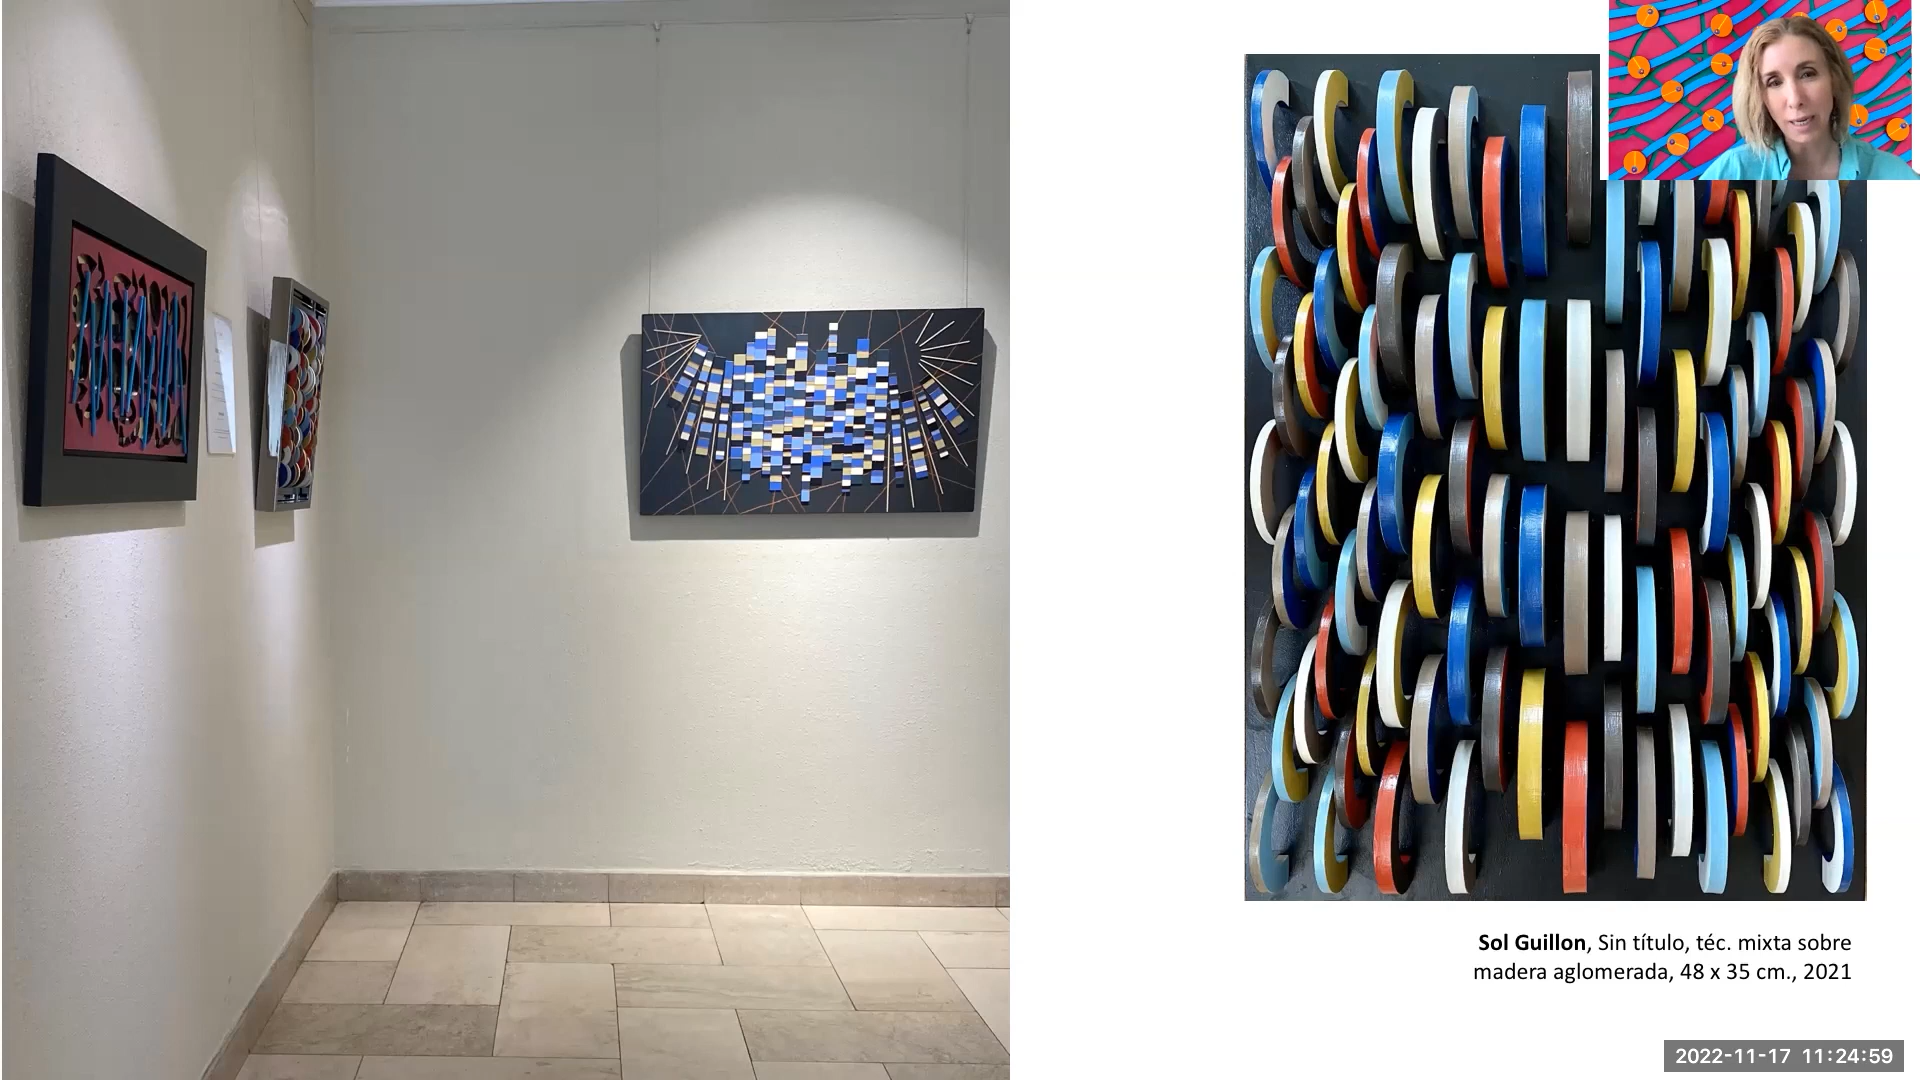 Sol Guillon, Sin título, téc. mixta sobre
madera aglomerada, 48 x 35 cm., 2021
2022-11-17 11:24:59